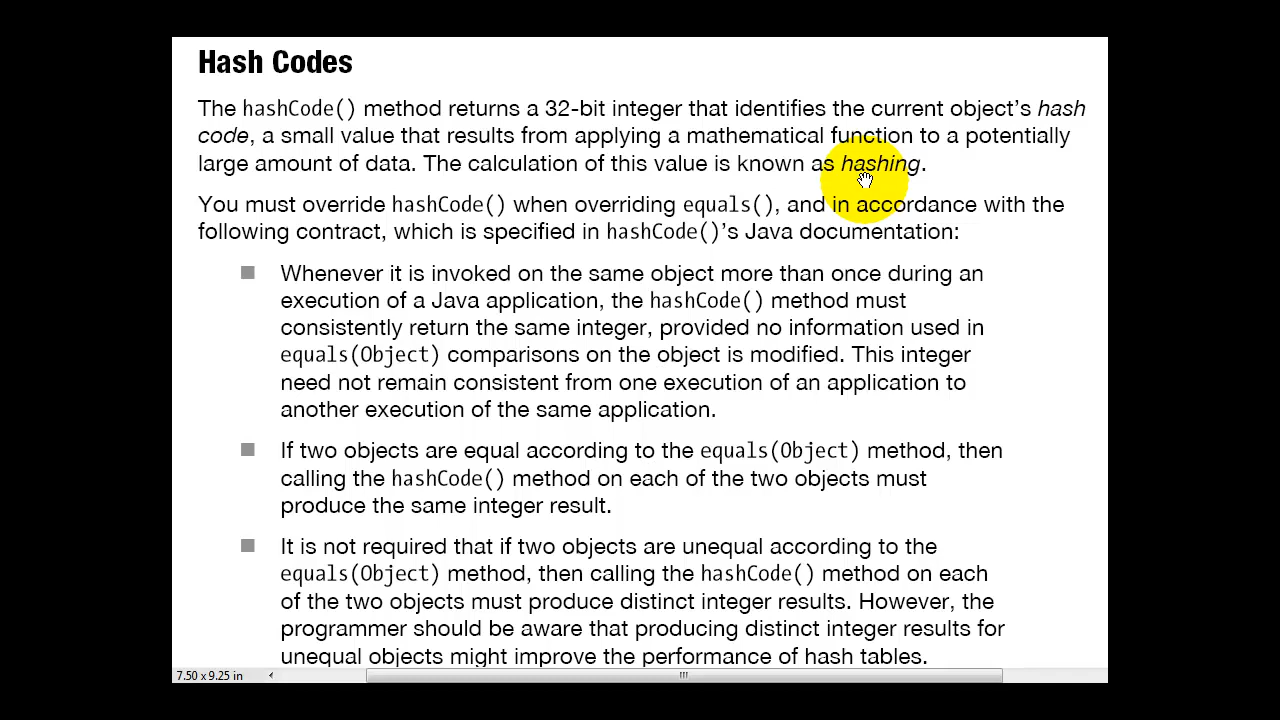 Hash Codes
The hashCode() method returns a 32-bit integer that identifies the current object’s hash
code, a small value that results from applying a mathematical function to a potentially
large amount of data. The calculation of this value is known as hashing.
You must override hashCode() when overriding equals(), and in accordance with the
following contract, which is specified in hashCode()’s Java documentation:
Whenever it is invoked on the same object more than once during an
execution of a Java application, the hashCode() method must
consistently return the same integer, provided no information used in
equals(Object) comparisons on the object is modified. This integer
need not remain consistent from one execution of an application to
another execution of the same application.
If two objects are equal according to the equals(Object) method, then
calling the hashCode() method on each of the two objects must
produce the same integer result.
It is not required that if two objects are unequal according to the
equals(Object) method, then calling the hashCode() method on each
of the two objects must produce distinct integer results. However, the
programmer should be aware that producing distinct integer results for
unequal objects might improve the performance of hash tables.
7.50 x 9.25 in